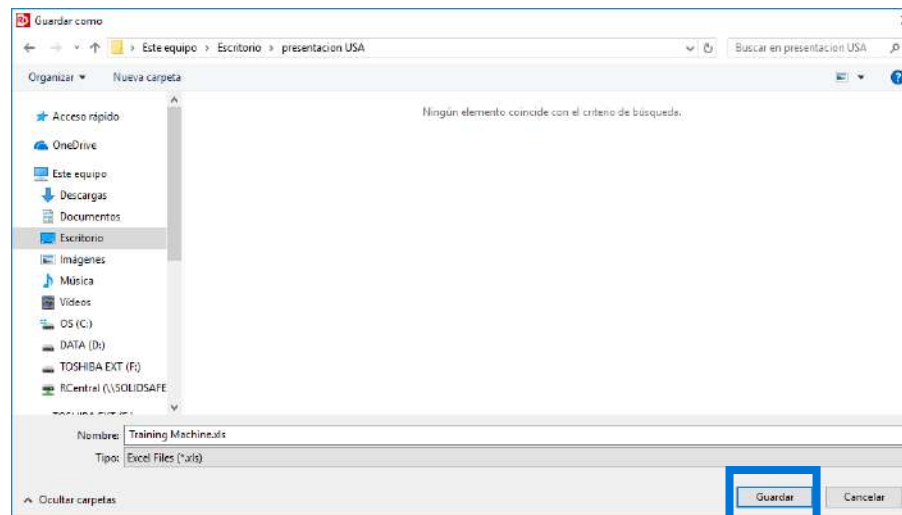 Guardar como
Este equipo > Escritorio > presentacion USA
Buscar en presentacion USA
Organizar
Nueva carpeta
Ningún elemento coincide con el criterio de búsqueda.
Acceso rápido
OneDrive
Este equipo
Descargas
Documentos
Escritorio
Imágenes
Música
Vídeos
OS (C:)
DATA (D:)
TOSHIBA EXT (F:)
RCentral (\\SOLIDSAFE
Nombre: Training Machine.xls
Tipo: Excel Files (*.xls)
Ocultar carpetas
Guardar
Cancelar